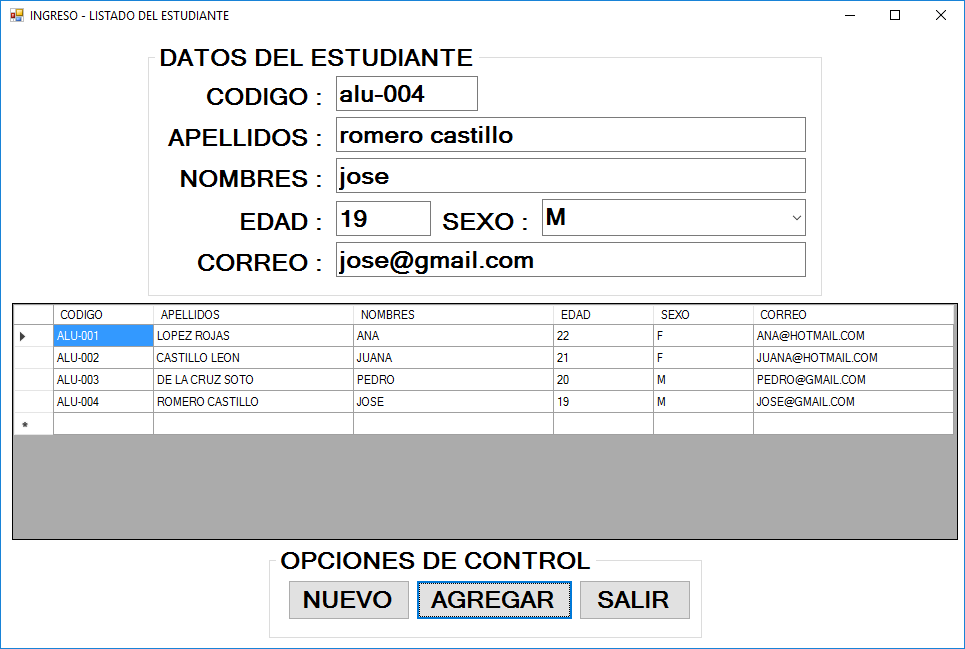 INGRESO - LISTADO DEL ESTUDIANTE
DATOS DEL ESTUDIANTE
CODIGO : alu-004
APELLIDOS : romero castillo
NOMBRES : jose
EDAD : 19 SEXO : M
CORREO : jose@gmail.com
CODIGO APELLIDOS NOMBRES EDAD SEXO CORREO
ALU-001 LOPEZ ROJAS ANA 22 F ANA@HOTMAIL.COM
ALU-002 CASTILLO LEON JUANA 21 F JUANA@HOTMAIL.COM
ALU-003 DE LA CRUZ SOTO PEDRO 20 M PEDRO@GMAIL.COM
ALU-004 ROMERO CASTILLO JOSE 19 M JOSE@GMAIL.COM
OPCIONES DE CONTROL
NUEVO AGREGAR SALIR